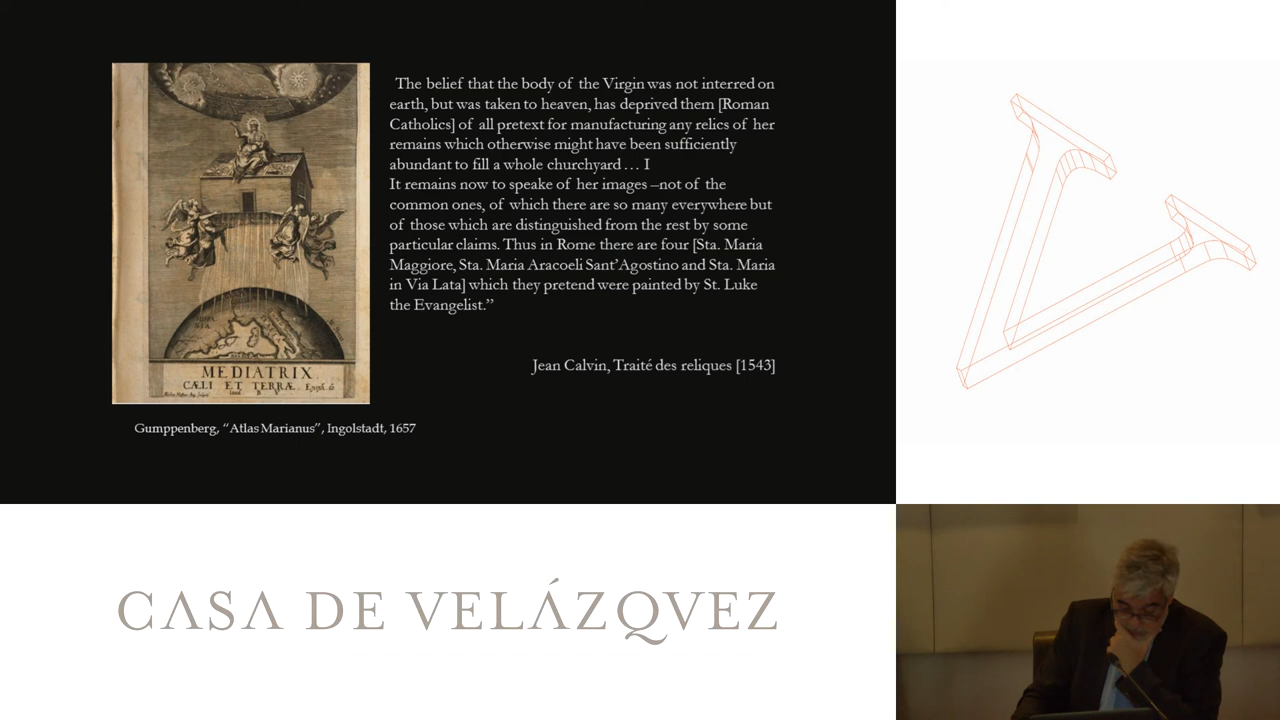 The belief that the body of the Virgin was not interred on
earth, but was taken to heaven, has deprived them [Roman
Catholics] of all pretext for manufacturing any relics of her
remains which otherwise might have been sufficiently
abundant to fill a whole churchyard … I
It remains now to speak of her images –not of the
common ones, of which there are so many everywhere but
of those which are distinguished from the rest by some
particular claims. Thus in Rome there are four [Sta. Maria
Maggiore, Sta. Maria Aracoeli Sant’Agostino and Sta. Maria
in Via Lata] which they pretend were painted by St. Luke
the Evangelist.”
Jean Calvin, Traité des reliques [1543]
MEDIATRIX
CÆLI ET TERRÆ.
Gumppenberg, “Atlas Marianus”, Ingolstadt, 1657
CASA DE VELÁZQVEZ